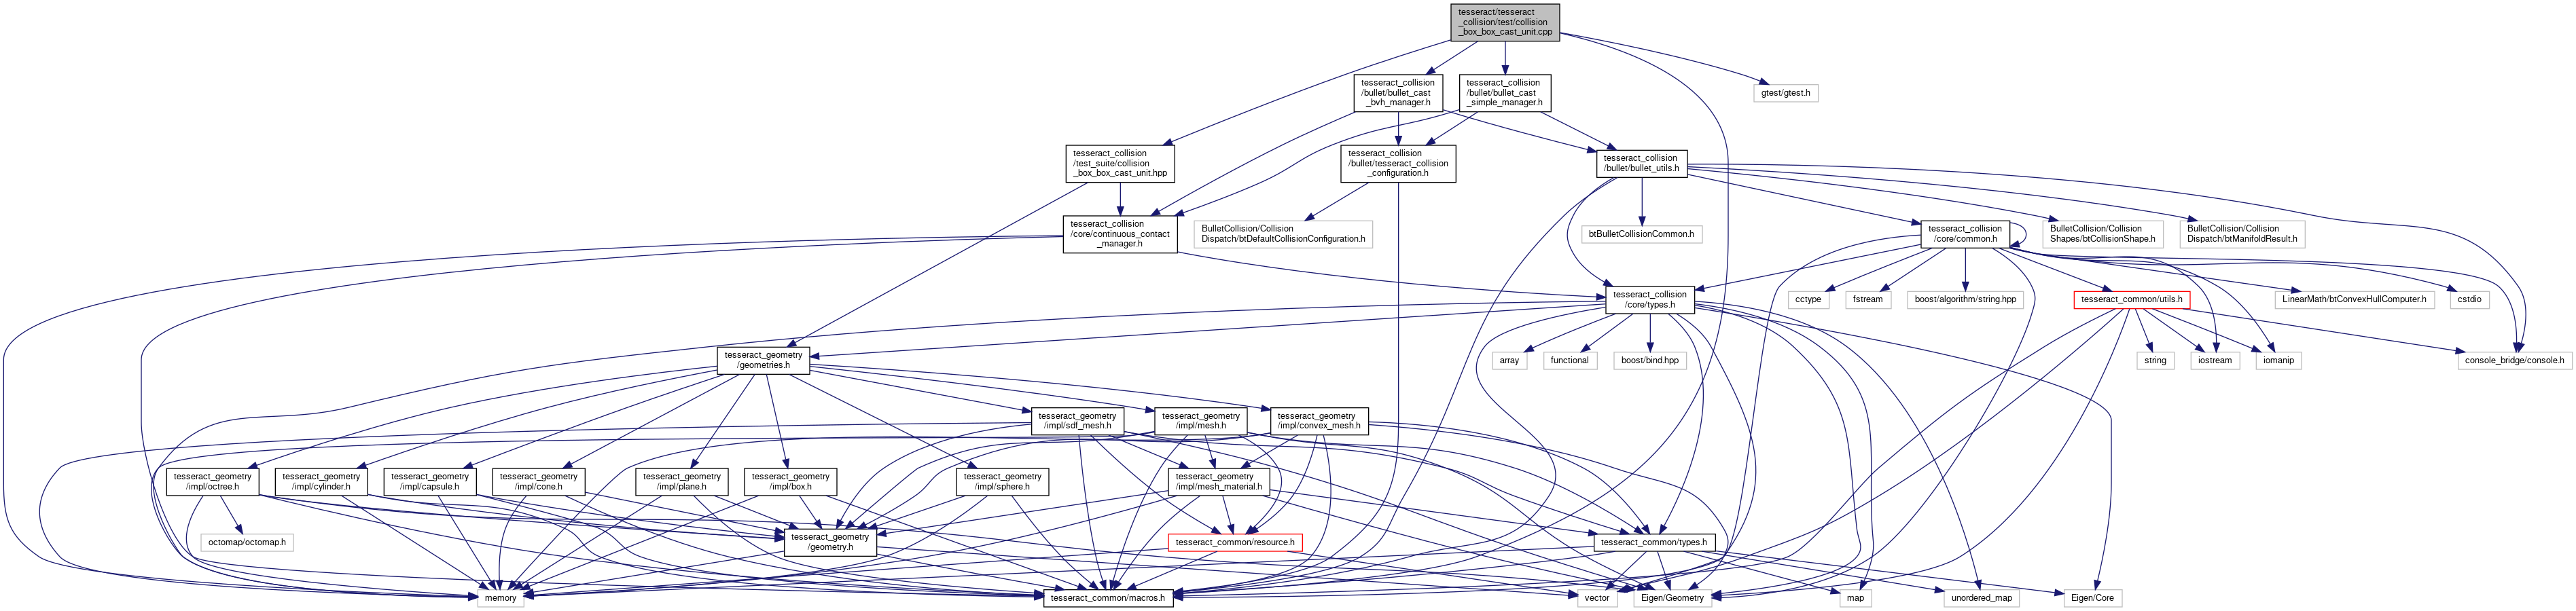 tesseract/tesseract
_collision/test/collision
_box_box_cast_unit.cpp
tesseract_collision
/bullet/bullet_cast
_bvh_manager.h
tesseract_collision
/bullet/bullet_cast
_simple_manager.h
gtest/gtest.h
tesseract_collision
/test_suite/collision
_box_box_cast_unit.hpp
tesseract_collision
/bullet/tesseract_collision
_configuration.h
tesseract_collision
/bullet/bullet_utils.h
tesseract_collision
/core/continuous_contact
_manager.h
BulletCollision/Collision
Dispatch/btDefaultCollisionConfiguration.h
btBulletCollisionCommon.h
tesseract_collision
/core/common.h
BulletCollision/Collision
Shapes/btCollisionShape.h
BulletCollision/Collision
Dispatch/btManifoldResult.h
tesseract_collision
/core/types.h
cctype
fstream
boost/algorithm/string.hpp
tesseract_common/utils.h
LinearMath/btConvexHullComputer.h
cstdio
tesseract_geometry
/geometries.h
array
functional
boost/bind.hpp
string
iostream
iomanip
console_bridge/console.h
tesseract_geometry
/impl/sdf_mesh.h
tesseract_geometry
/impl/mesh.h
tesseract_geometry
/impl/convex_mesh.h
tesseract_geometry
/impl/octree.h
tesseract_geometry
/impl/cylinder.h
tesseract_geometry
/impl/capsule.h
tesseract_geometry
/impl/cone.h
tesseract_geometry
/impl/plane.h
tesseract_geometry
/impl/box.h
tesseract_geometry
/impl/sphere.h
tesseract_geometry
/impl/mesh_material.h
octomap/octomap.h
tesseract_geometry
/geometry.h
tesseract_common/resource.h
tesseract_common/types.h
memory
tesseract_common/macros.h
vector
Eigen/Geometry
map
unordered_map
Eigen/Core